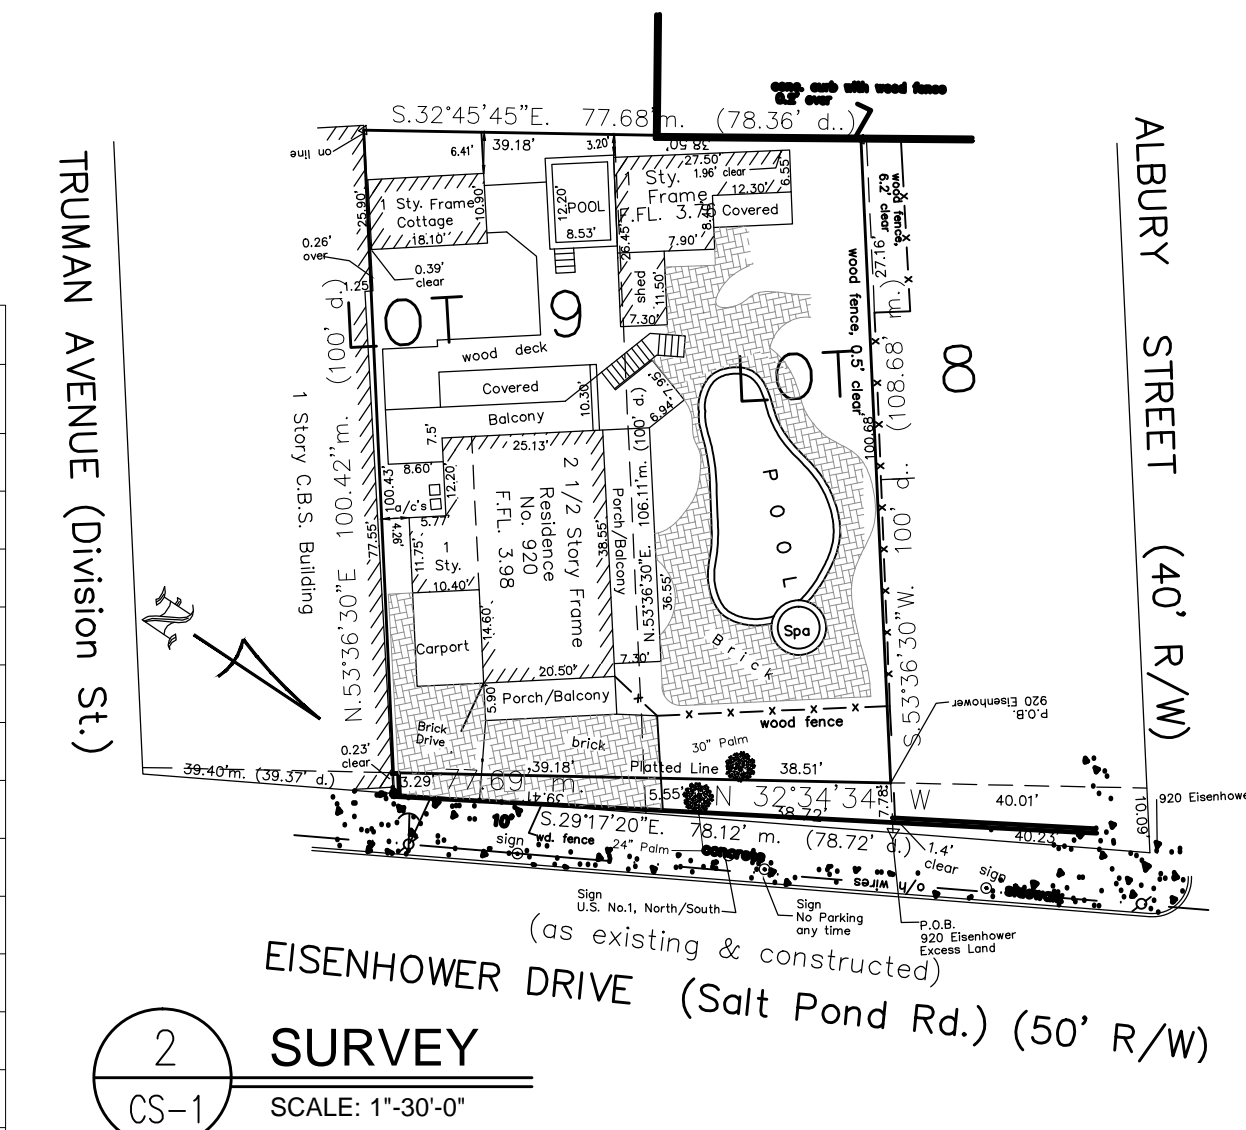 conc. curb with wood fence
0.2' over
S.32°45'45"E. 77.68'm. (78.36' d..)
on line
6.41'
39.18'
3.20'
38.50'
27.50'
1.96' clear
6.55'
1 Sty.
Frame
F.FL. 3.75
12.30'
Covered
7.90'
26.45'
1 Sty. Frame
Cottage
18.10'
10.90'
25.90'
12.20'
POOL
8.53'
wood fence,
6.2' clear
27.16'
0.26'
over
0.39'
clear
1.25'
shed
11.50'
7.30'
LOT 9
LOT 8
wood fence, 0.5' clear
wood deck
Covered
Balcony
10.30'
7.95'
6.94'
7.5'
25.13'
8.60'
12.20'
100.43'
a/c's
5.77'
4.26'
77.55'
11.75'
1
Sty.
10.40'
2 1/2 Story Frame
Residence
No. 920
F.FL. 3.98
38.55'
Porch/Balcony
N.53°36'30"E. 106.11'm. (100' d.)
36.55'
POOL
Spa
Brick
100.68'
S.53°36'30"W. 100' d.. (108.68' m.)
N.53°36'30"E 100.42"m. (100' d.)
1 Story C.B.S. Building
TRUMAN AVENUE (Division St.)
ALBURY STREET (40' R/W)
N
Carport
14.60'
20.50'
7.30'
5.90'
Porch/Balcony
Brick
Drive
brick
wood fence
P.O.B.
920 Eisenhower
0.23'
clear
30" Palm
Platted Line
38.51'
39.40'm. (39.37' d.)
3.29'
77.69' m.
39.18'
39.41'
5.55'
N 32°34'34" W
38.72'
7.78'
40.01'
10.09'
920 Eisenhower
40.23'
10'
S.29°17'20"E. 78.12' m. (78.72' d.)
wd. fence
sign
24" Palm
concrete
1.4'
clear
o/h wires
sign
sidewalk
Sign
U.S. No.1, North/South
Sign
No Parking
any time
P.O.B.
920 Eisenhower
Excess Land
(as existing & constructed)
EISENHOWER DRIVE (Salt Pond Rd.) (50' R/W)
2
CS-1
SURVEY
SCALE: 1"-30'-0"